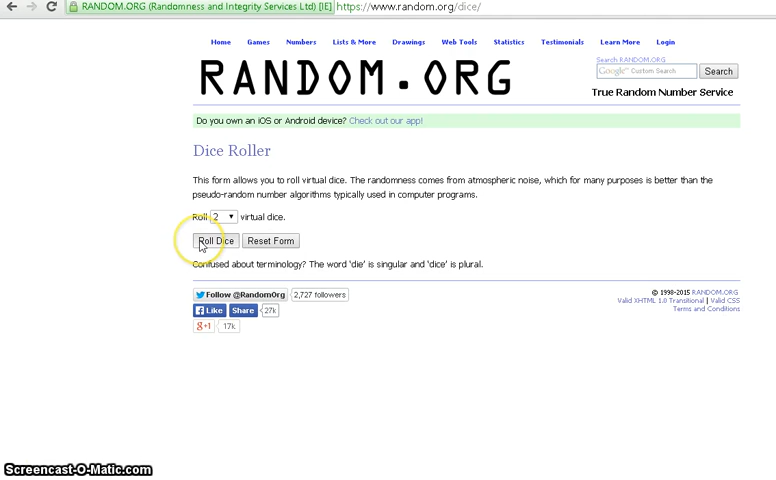 RANDOM.ORG (Randomness and Integrity Services Ltd) [IE] https://www.random.org/dice/
Home Games Numbers Lists & More Drawings Web Tools Statistics Testimonials Learn More Login
RANDOM.ORG
Search RANDOM.ORG
Google Custom Search Search
True Random Number Service
Do you own an iOS or Android device? Check out our app!
Dice Roller
This form allows you to roll virtual dice. The randomness comes from atmospheric noise, which for many purposes is better than the
pseudo-random number algorithms typically used in computer programs.
Roll 2 virtual dice.
Roll Dice Reset Form
Confused about terminology? The word 'die' is singular and 'dice' is plural.
Follow @RandomOrg 2,727 followers
Like Share 27k
g+1 17k
© 1998-2015 RANDOM.ORG
Valid XHTML 1.0 Transitional | Valid CSS
Terms and Conditions
Screencast-O-Matic.com